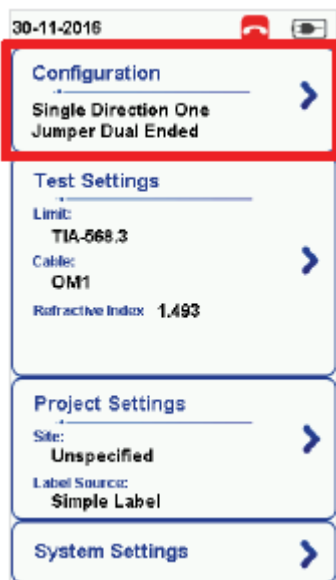 30-11-2016
Configuration
Single Direction One
Jumper Dual Ended
Test Settings
Limit:
TIA-568.3
Cable:
OM1
Refractive Index 1.493
Project Settings
Site:
Unspecified
Label Source:
Simple Label
System Settings